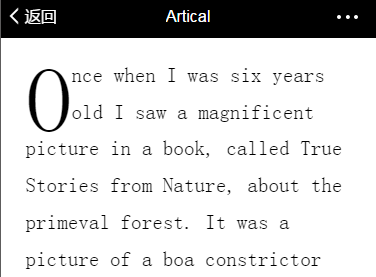 返回 Artical
Once when I was six years
old I saw a magnificent
picture in a book, called True
Stories from Nature, about the
primeval forest. It was a
picture of a boa constrictor